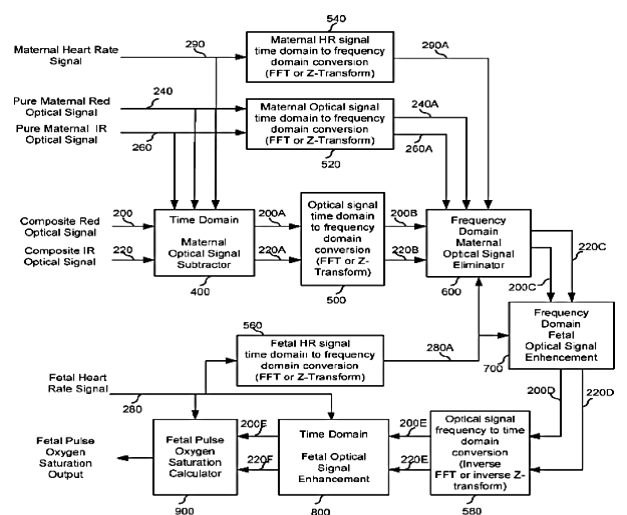 540
290
Maternal Heart Rate
Signal
Maternal HR signal
time domain to frequency
domain conversion
(FFT or Z-Transform)
290A
240
Pure Maternal Red
Optical Signal
Pure Maternal IR
Optical Signal
260
Maternal Optical signal
time domain to frequency
domain conversion
(FFT or Z-Transform)
520
240A
260A
Composite Red
Optical Signal
200
Composite IR
Optical Signal
220
Time Domain
Maternal
Optical Signal
Subtractor
400
200A
220A
Optical signal
time domain
to frequency
domain
conversion
(FFT or Z-
Transform)
500
200B
220B
Frequency
Domain
Maternal
Optical Signal
Eliminator
600
220C
200C
Frequency
Domain
Fetal
Optical Signal
Enhencement
700
560
Fetal HR signal
time domain to frequency
domain conversion
(FFT or Z-Transform)
280A
Fetal Heart
Rate Signal
280
200D
220D
Fetal Pulse
Oxygen
Saturation
Output
Fetal Pulse
Oxygen
Saturation
Calculator
900
200F
220F
Time Domain
Fetal Optical
Signal
Enhancement
800
200E
220E
Optical signal
frequency to time
domain
conversion
(Inverse
FFT or inverse Z-
transform)
580